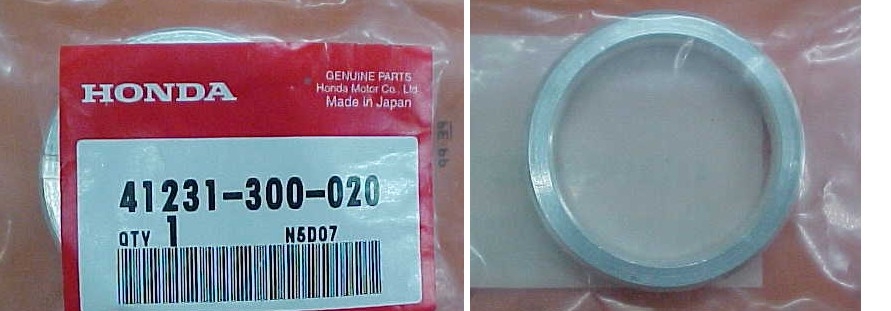 HONDA
GENUINE PARTS
Honda Motor Co., Ltd
Made in Japan
41231-300-020
QTY 1 N5D07